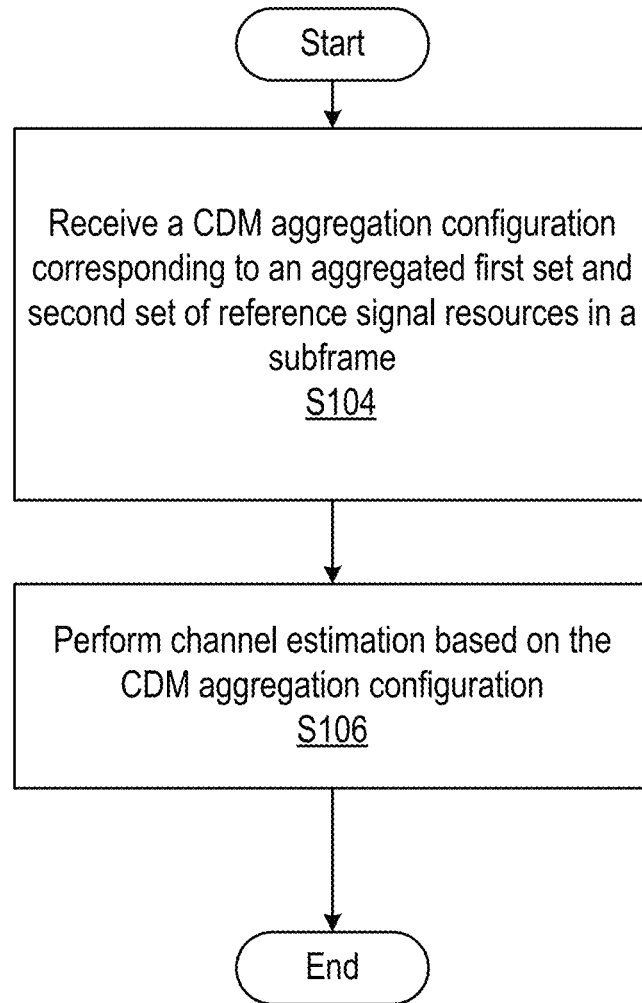 Start
Receive a CDM aggregation configuration
corresponding to an aggregated first set and
second set of reference signal resources in a
subframe
S104
Perform channel estimation based on the
CDM aggregation configuration
S106
End